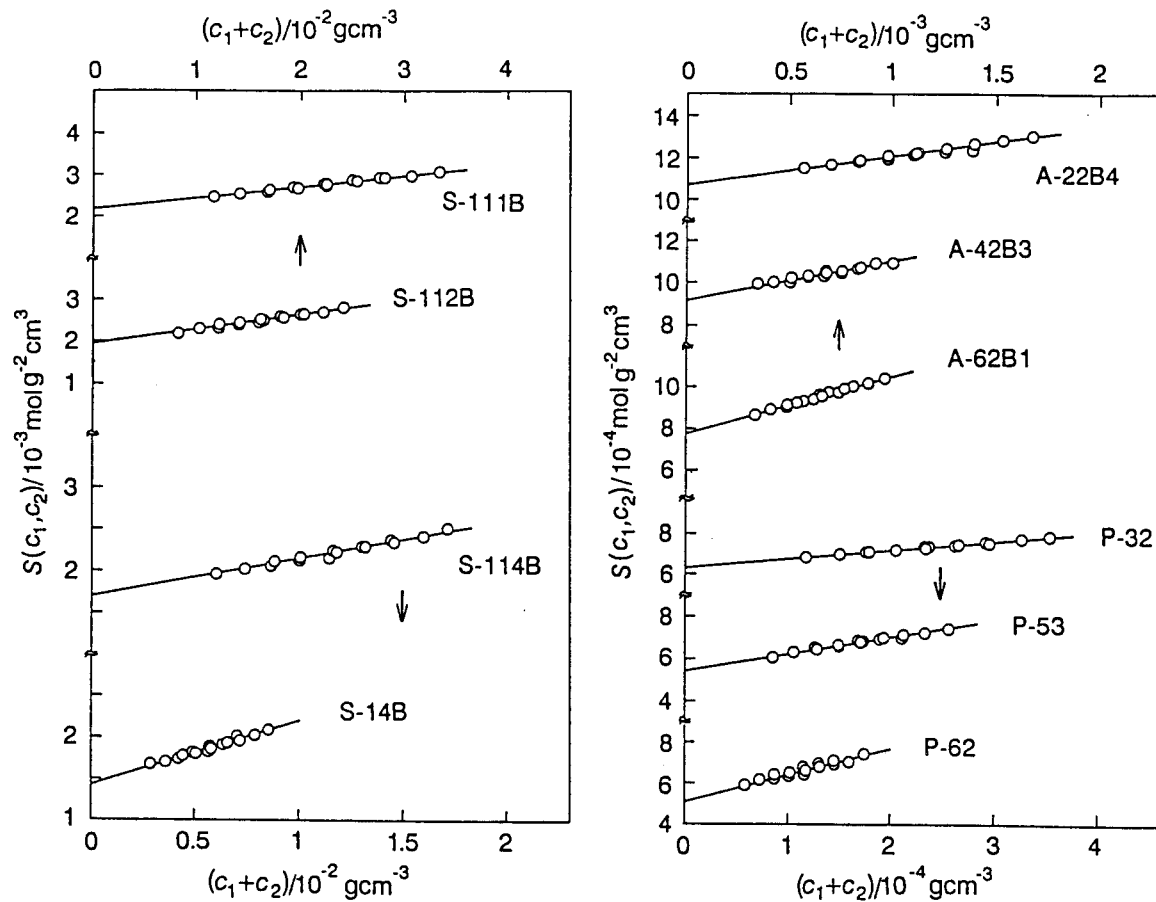 (c₁+c₂)/10⁻² gcm⁻³
0 1 2 3 4
S(c₁,c₂)/10⁻³ mol g⁻² cm³
4
3
2
S-111B
3
2
1
S-112B
3
2
S-114B
2
1
S-14B
0 0.5 1 1.5 2
(c₁+c₂)/10⁻² gcm⁻³
(c₁+c₂)/10⁻³ gcm⁻³
0 0.5 1 1.5 2
S(c₁,c₂)/10⁻⁴ mol g⁻² cm³
14
12
10
A-22B4
12
10
8
A-42B3
10
8
6
A-62B1
8
6
P-32
8
6
4
P-53
8
6
4
P-62
0 1 2 3 4
(c₁+c₂)/10⁻⁴ gcm⁻³